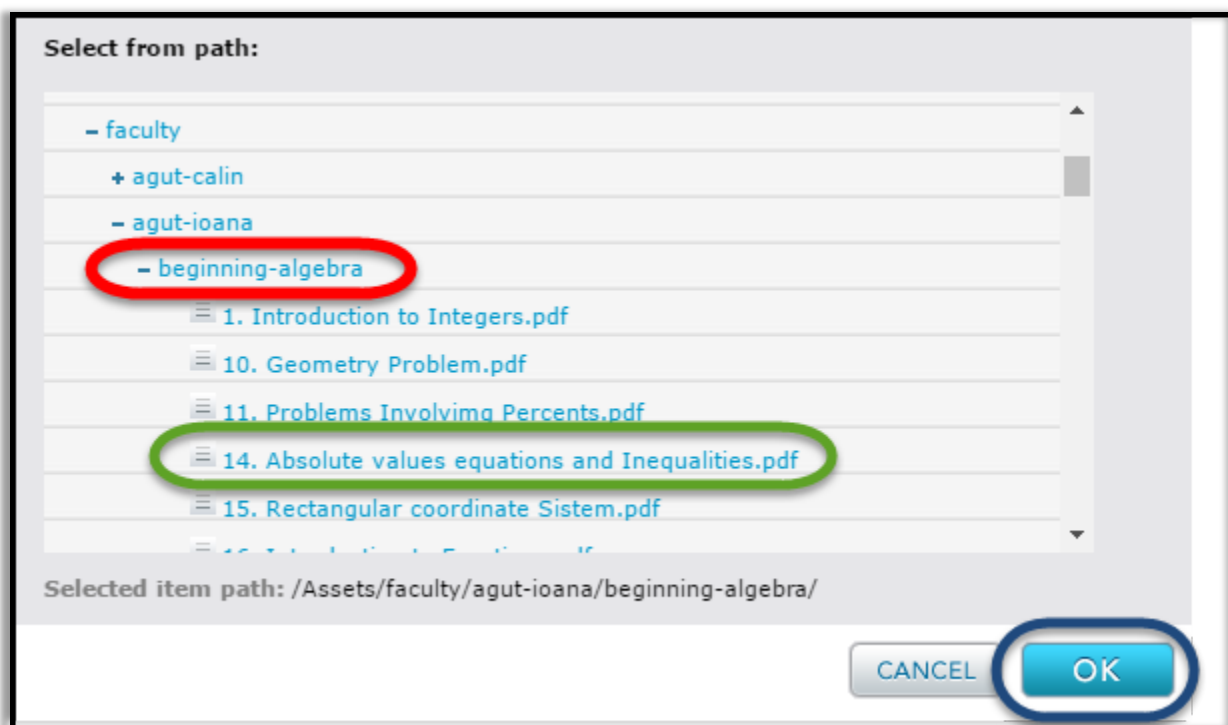 Select from path:
– faculty
+ agut-calin
– agut-ioana
– beginning-algebra
1. Introduction to Integers.pdf
10. Geometry Problem.pdf
11. Problems Involvimg Percents.pdf
14. Absolute values equations and Inequalities.pdf
15. Rectangular coordinate Sistem.pdf
Selected item path: /Assets/faculty/agut-ioana/beginning-algebra/
CANCEL
OK